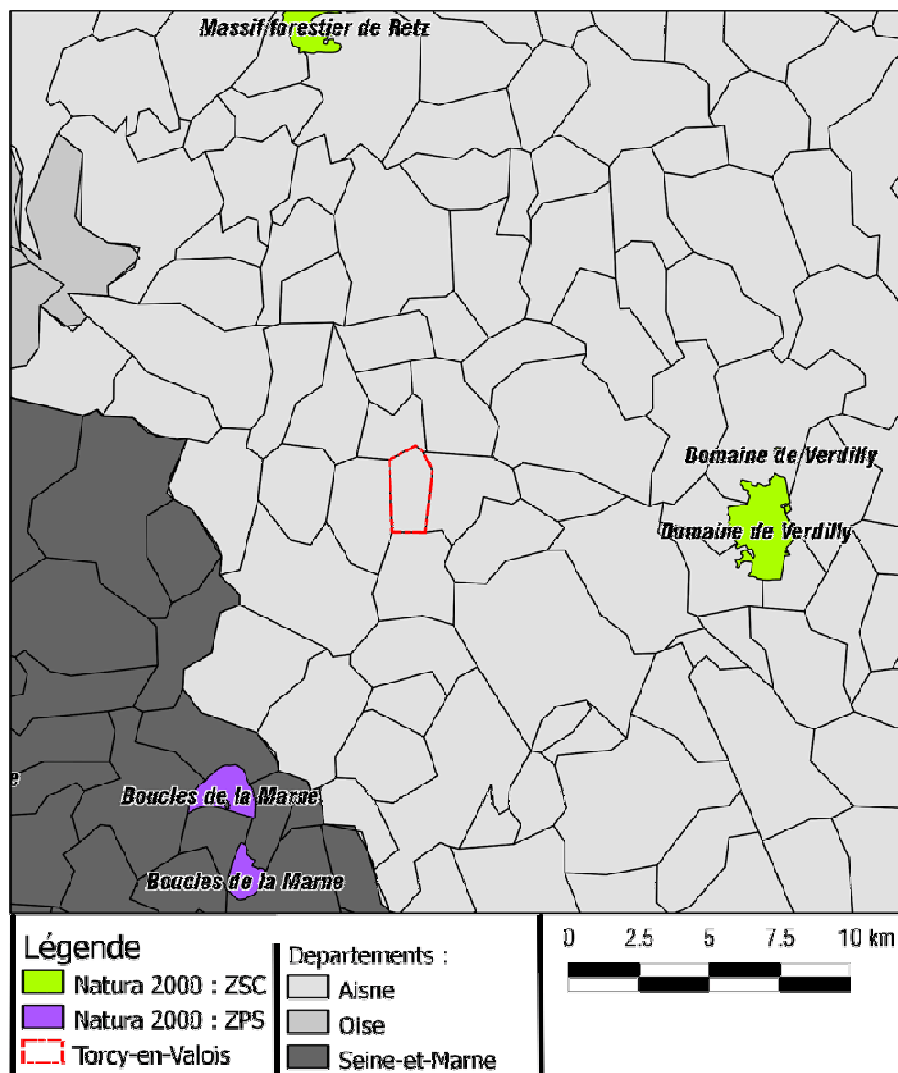 Massif forestier de Retz
Domaine de Verdilly
Domaine de Verdilly
e
Boucles de la Marne
Boucles de la Marne
Légende
Natura 2000 : ZSC
Natura 2000 : ZPS
Torcy-en-Valois
Departements :
Aisne
Oise
Seine-et-Marne
0 2.5 5 7.5 10 km